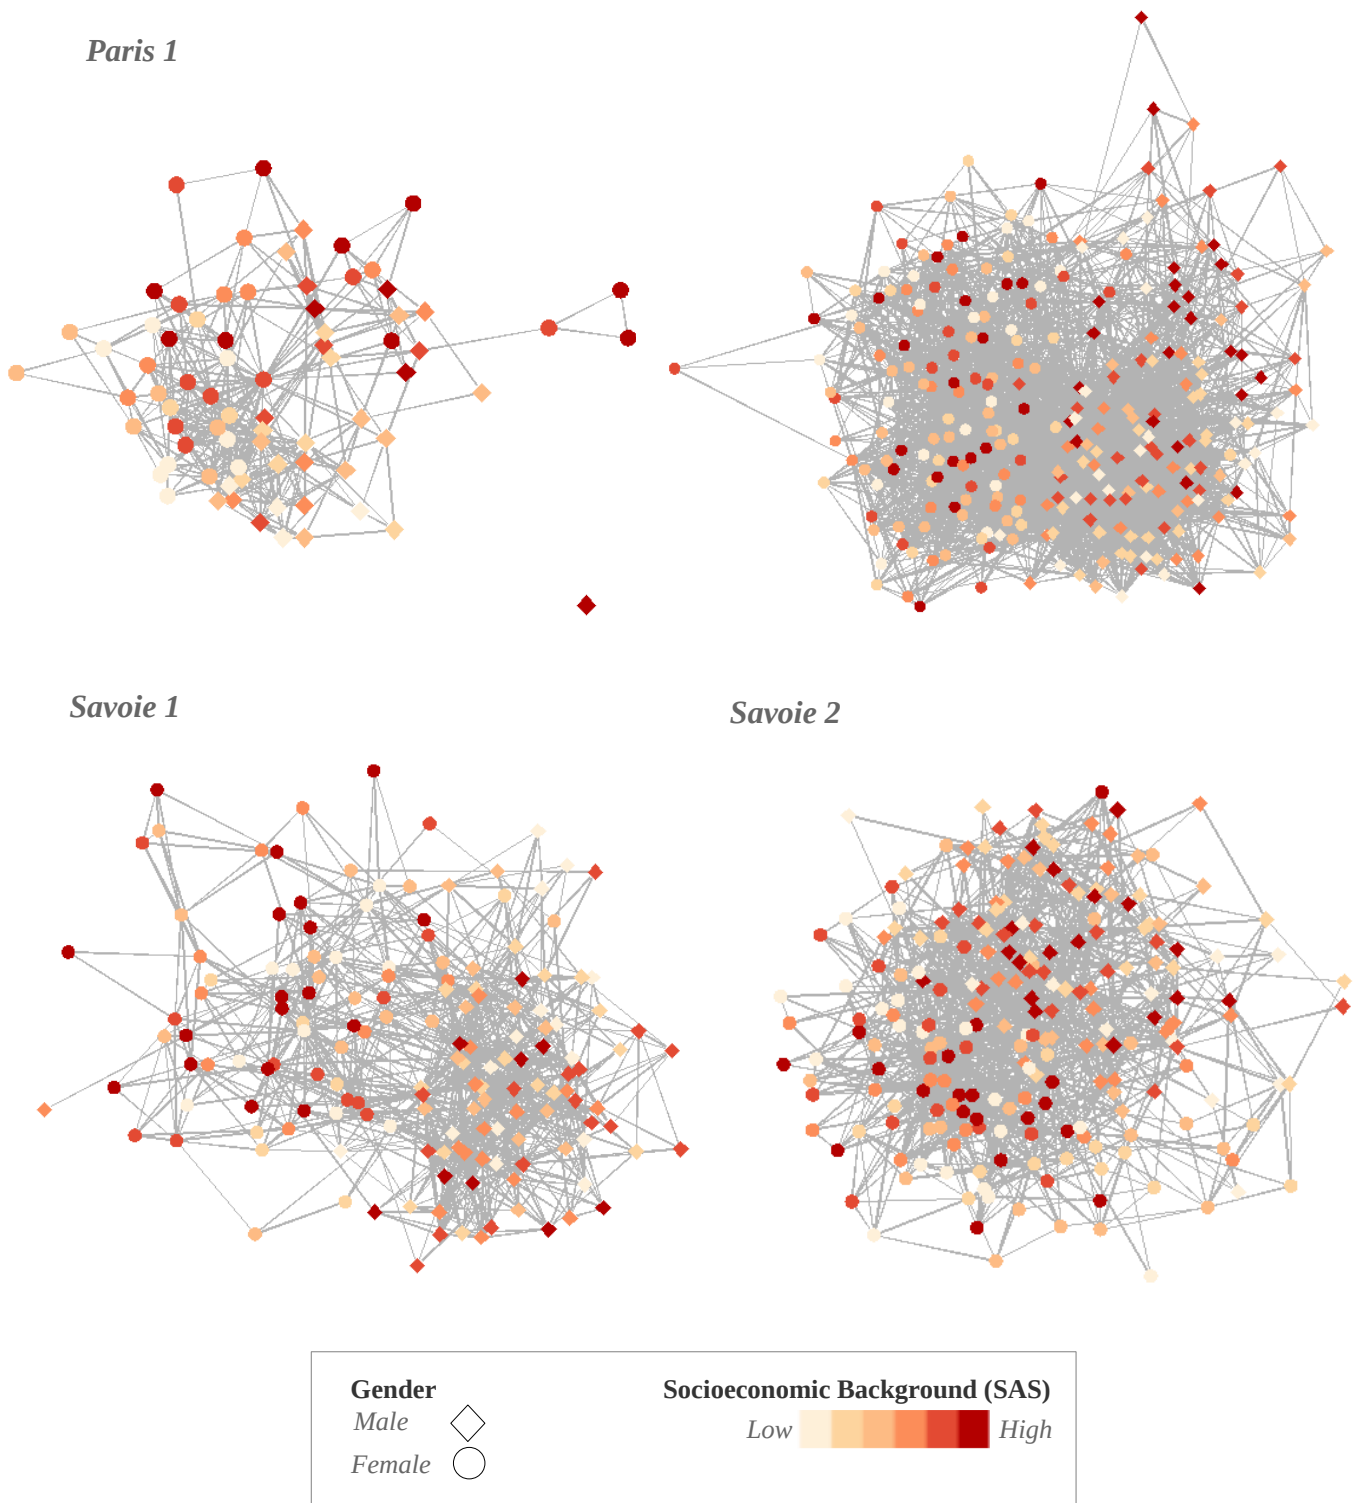 Paris 1
Savoie 1
Savoie 2
Gender
Male
Female
Socioeconomic Background (SAS)
Low
High